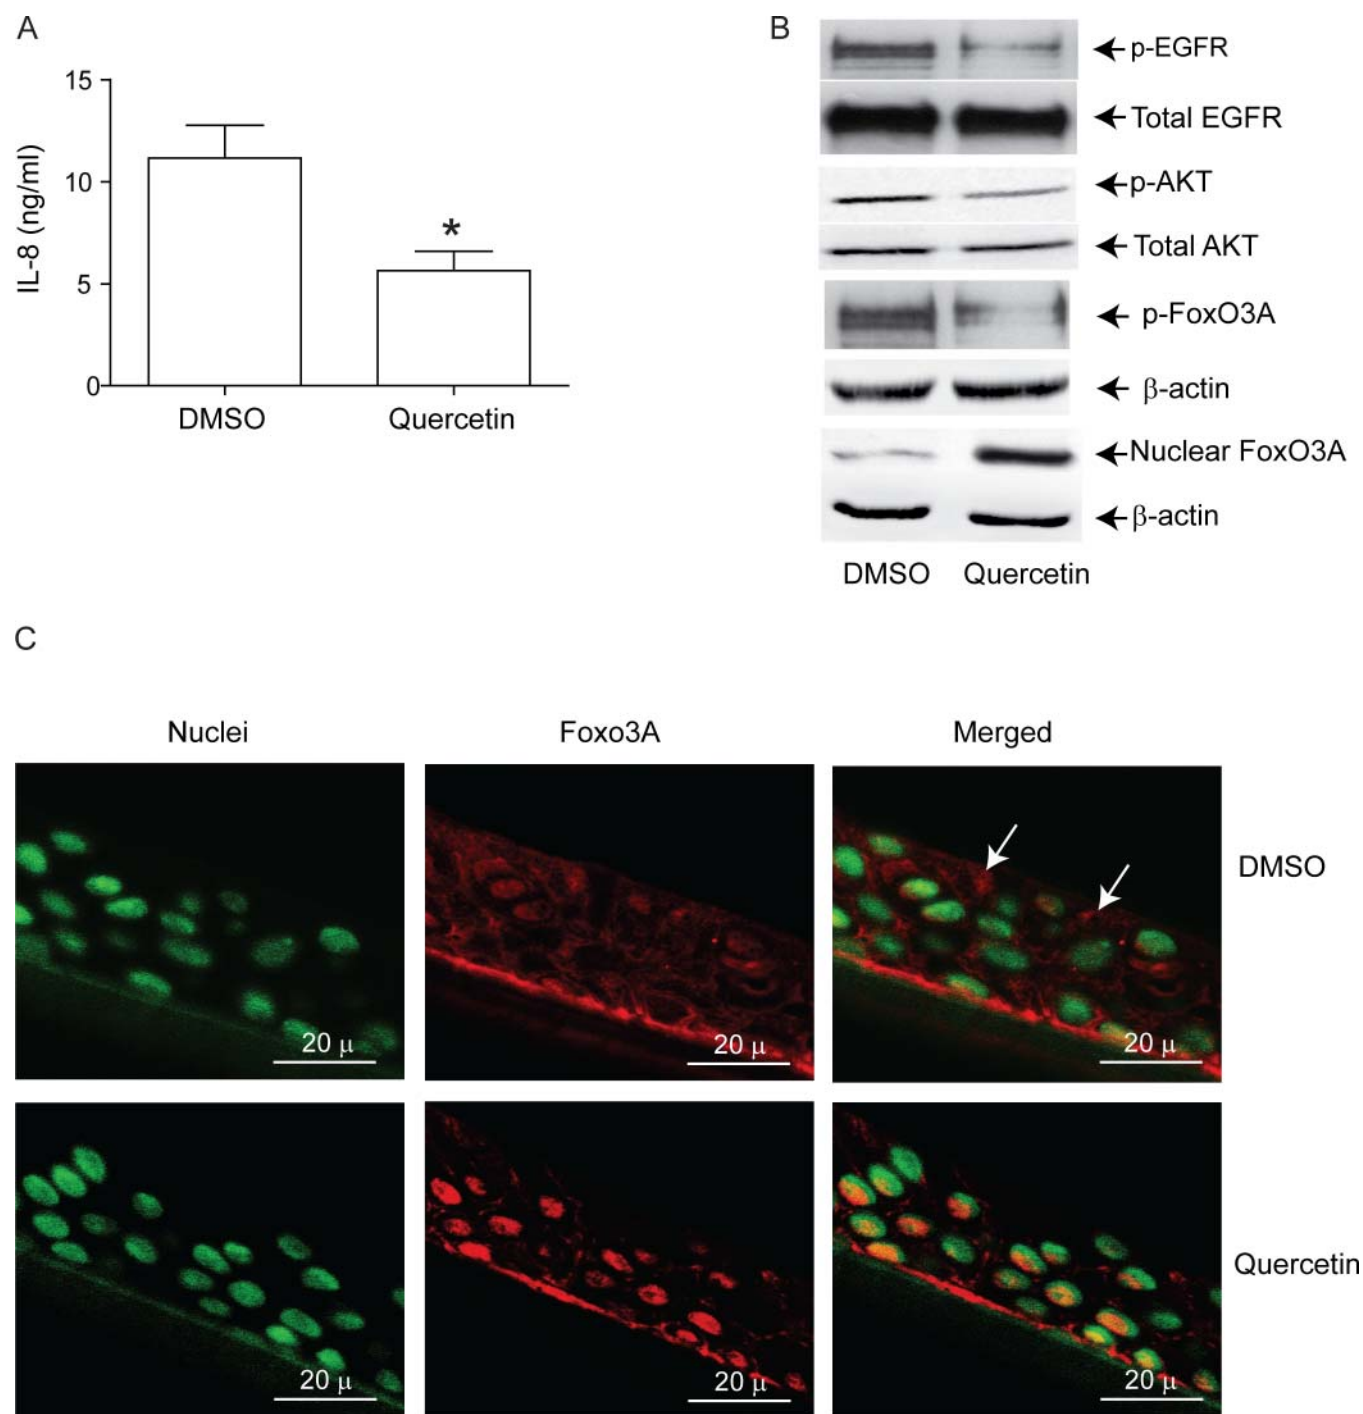 A
15
10
5
0
IL-8 (ng/ml)
*
DMSO
Quercetin
B
p-EGFR
Total EGFR
p-AKT
Total AKT
p-FoxO3A
β-actin
Nuclear FoxO3A
β-actin
DMSO Quercetin
C
Nuclei Foxo3A Merged
DMSO
20 μ 20 μ 20 μ
Quercetin
20 μ 20 μ 20 μ